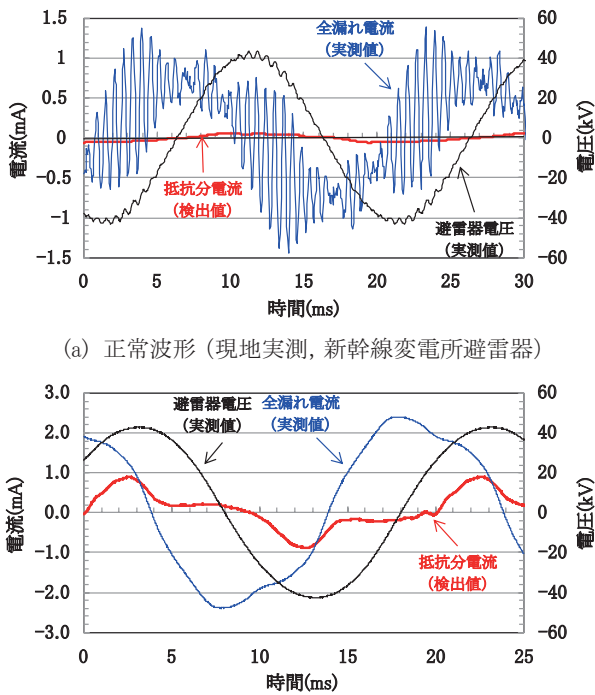 全漏れ電流
(実測値)
1.5
1
0.5
0
−0.5
−1
−1.5
電流(mA)
60
40
20
0
−20
−40
−60
電圧(kV)
抵抗分電流
(検出値)
避雷器電圧
(実測値)
0 5 10 15 20 25 30
時間(ms)
(a) 正常波形（現地実測, 新幹線変電所避雷器）
避雷器電圧
(実測値)
全漏れ電流
(実測値)
3.0
2.0
1.0
0.0
−1.0
−2.0
−3.0
電流(mA)
60
40
20
0
−20
−40
−60
電圧(kV)
抵抗分電流
(検出値)
0 5 10 15 20 25
時間(ms)